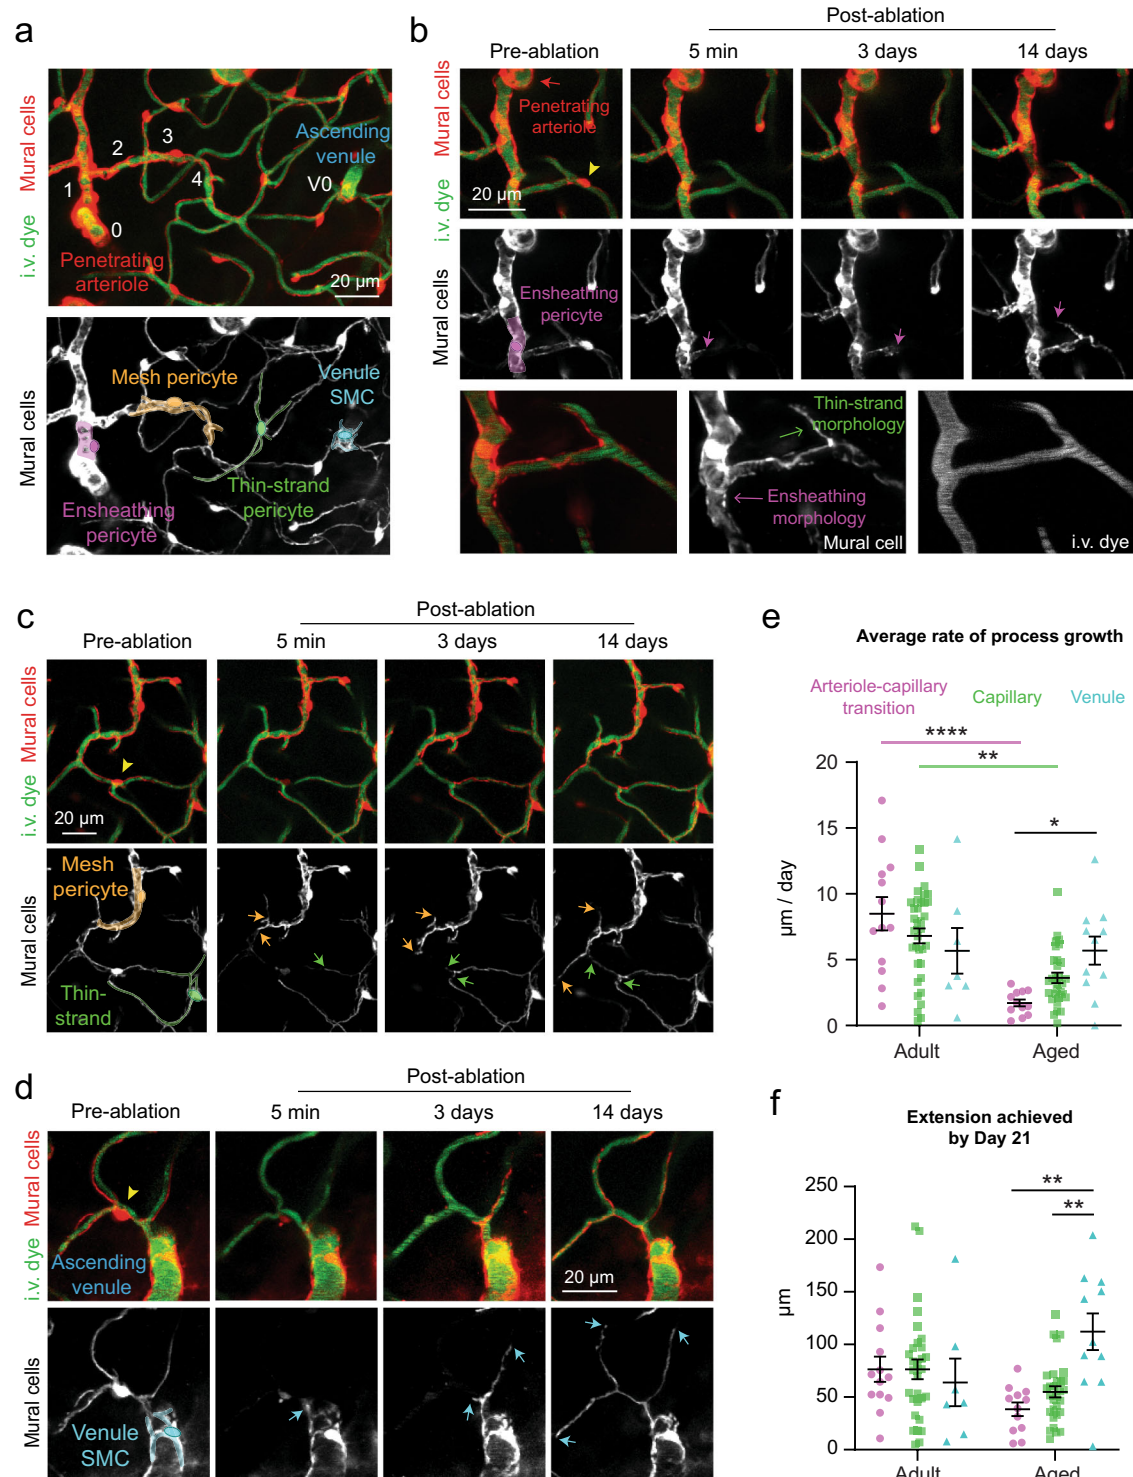 a
Mural cells
i.v. dye
1
2
3
4
0
V0
Ascending
venule
Penetrating
arteriole
20 µm
Mural cells
Mesh pericyte
Venule
SMC
Thin-strand
pericyte
Ensheathing
pericyte
b
Post-ablation
Pre-ablation
5 min
3 days
14 days
Mural cells
i.v. dye
Penetrating
arteriole
20 µm
Mural cells
Ensheathing
pericyte
Thin-strand
morphology
Ensheathing
morphology
Mural cell
i.v. dye
c
Post-ablation
Pre-ablation
5 min
3 days
14 days
Mural cells
i.v. dye
20 µm
Mural cells
Mesh
pericyte
Thin-
strand
d
Post-ablation
Pre-ablation
5 min
3 days
14 days
Mural cells
i.v. dye
Ascending
venule
20 µm
Mural cells
Venule
SMC
e
Average rate of process growth
Arteriole-capillary
transition
Capillary
Venule
****
**
*
µm / day
20
15
10
5
0
Adult
Aged
f
Extension achieved
by Day 21
**
**
µm
250
200
150
100
50
0
Adult
Aged